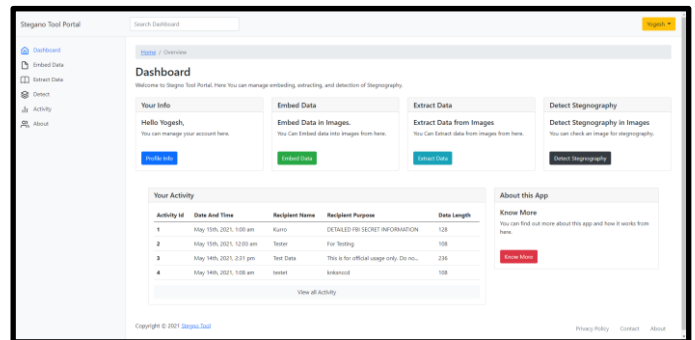 Stegano Tool Portal
Search Dashboard
Yogesh
Dashboard
Embed Data
Extract Data
Detect
Activity
About
Home / Overview
Dashboard
Welcome to Stegno Tool Portal. Here You can manage embeding, extracting, and detection of Stegnography.
Your Info
Hello Yogesh,
You can manage your account here.
Profile Info
Embed Data
Embed Data in Images.
You Can Embed data into images from here.
Embed Data
Extract Data
Extract Data from Images
You Can Extract data from images from here.
Extract Data
Detect Stegnography
Detect Stegnography in Images
You can check an Image for stegnography.
Detect Stegnography
Your Activity
Activity Id Date And Time Recipient Name Recipient Purpose Data Length
1 May 15th, 2021, 1:00 am Kurro DETAILED FBI SECRET INFORMATION 128
2 May 15th, 2021, 12:03 am Tester For Testing 108
3 May 14th, 2021, 2:31 pm Test Data This is for official usage only. Do no... 236
4 May 14th, 2021, 1:08 am 108
View all Activity
About this App
Know More
You can find out more about this app and how it works from
here.
Know More
Copyright © 2021 Stegno Tool
Privacy Policy Contact About